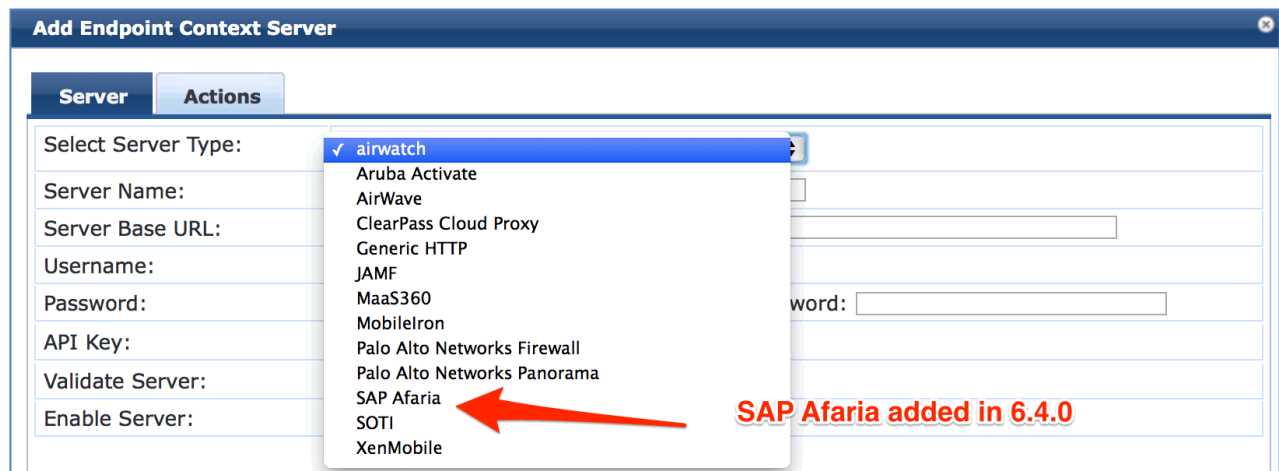 Add Endpoint Context Server
Server Actions
Select Server Type:
✓ airwatch
Aruba Activate
AirWave
ClearPass Cloud Proxy
Generic HTTP
JAMF
MaaS360
MobileIron
Palo Alto Networks Firewall
Palo Alto Networks Panorama
SAP Afaria
SOTI
XenMobile
Server Name:
Server Base URL:
Username:
Password:
word:
API Key:
Validate Server:
Enable Server:
SAP Afaria added in 6.4.0